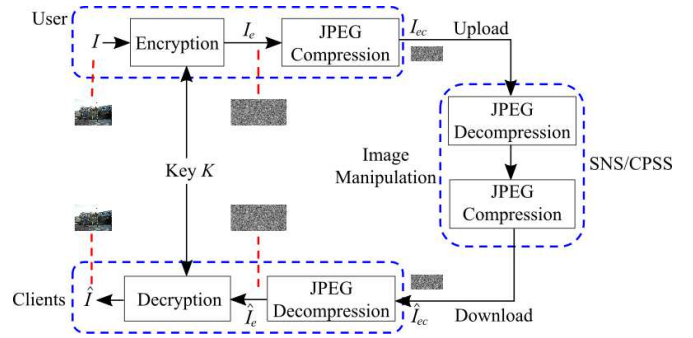 User
I
Encryption
I_e
JPEG
Compression
I_ec
Upload
JPEG
Decompression
Image
Manipulation
SNS/CPSS
JPEG
Compression
Key K
Clients
Î
Decryption
Î_e
JPEG
Decompression
Î_ec
Download